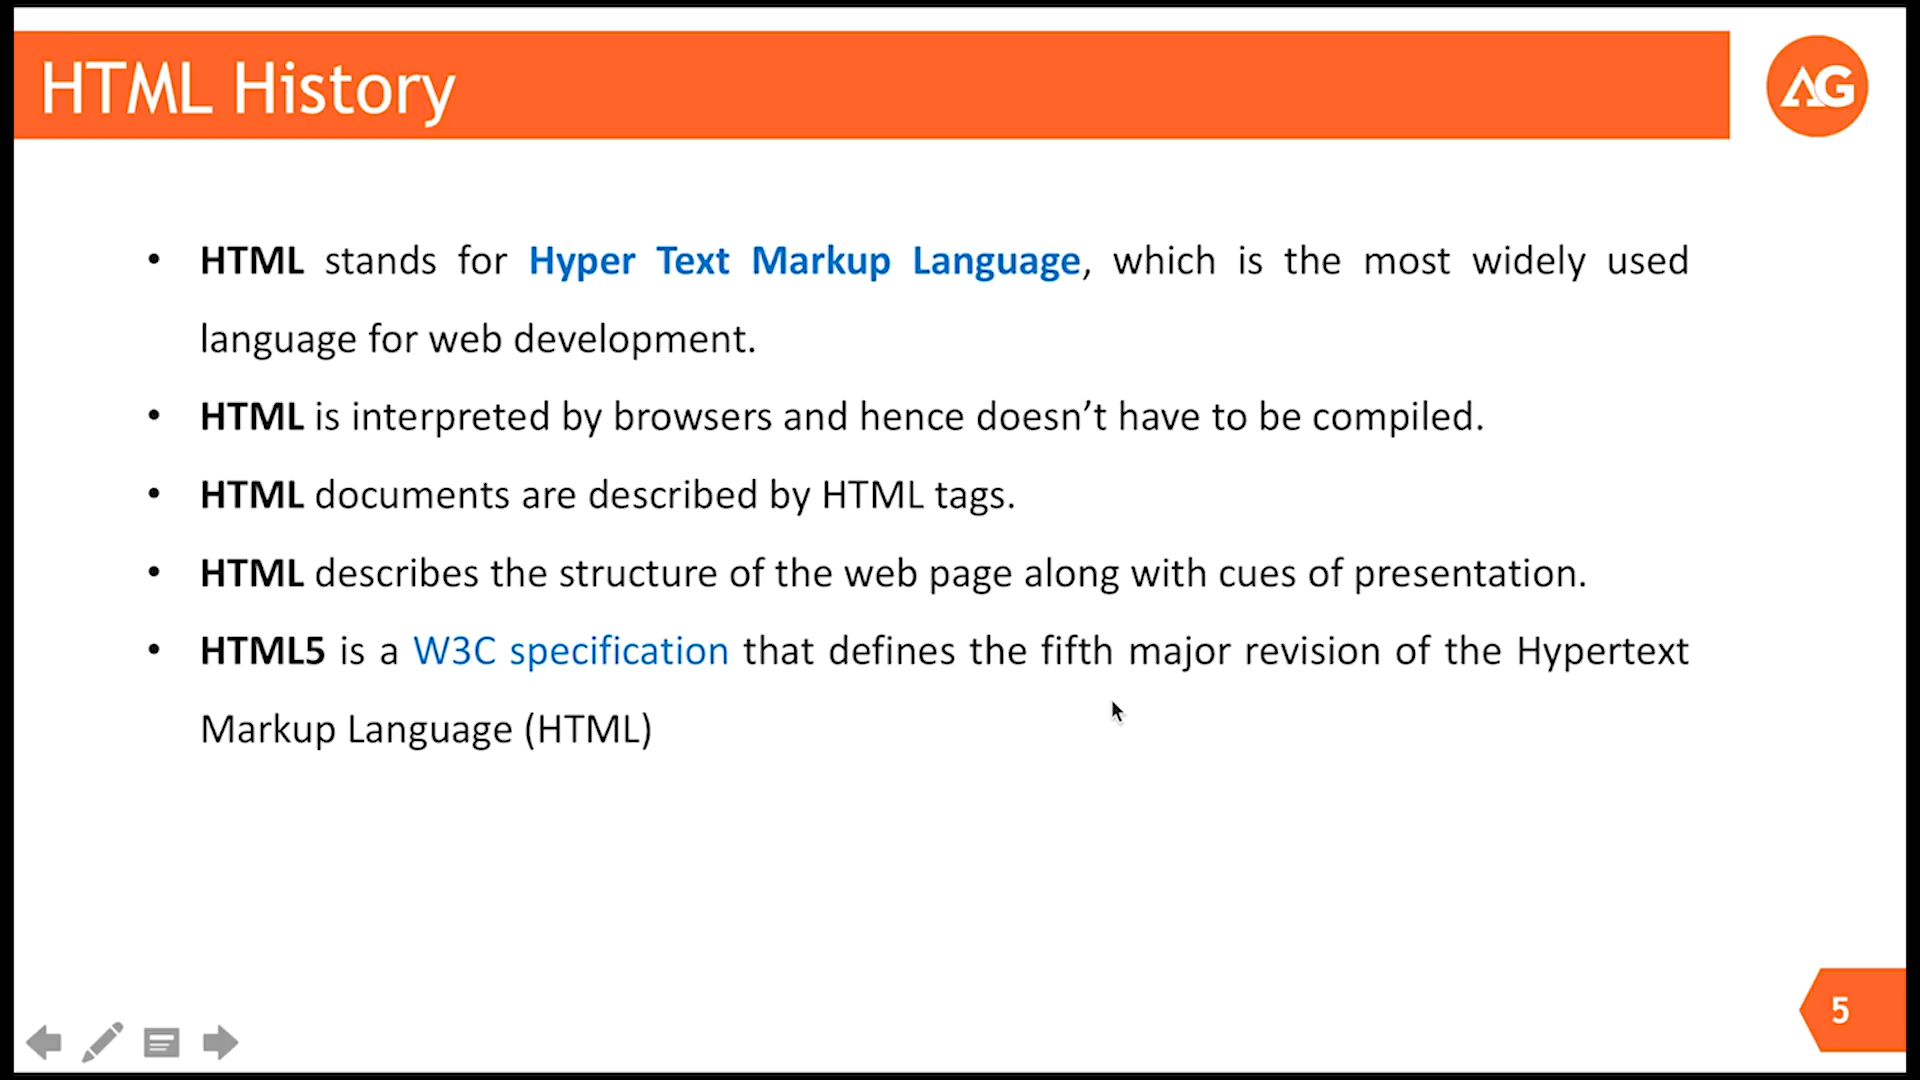 HTML History
AG
• HTML stands for Hyper Text Markup Language, which is the most widely used
language for web development.
• HTML is interpreted by browsers and hence doesn’t have to be compiled.
• HTML documents are described by HTML tags.
• HTML describes the structure of the web page along with cues of presentation.
• HTML5 is a W3C specification that defines the fifth major revision of the Hypertext
Markup Language (HTML)
5